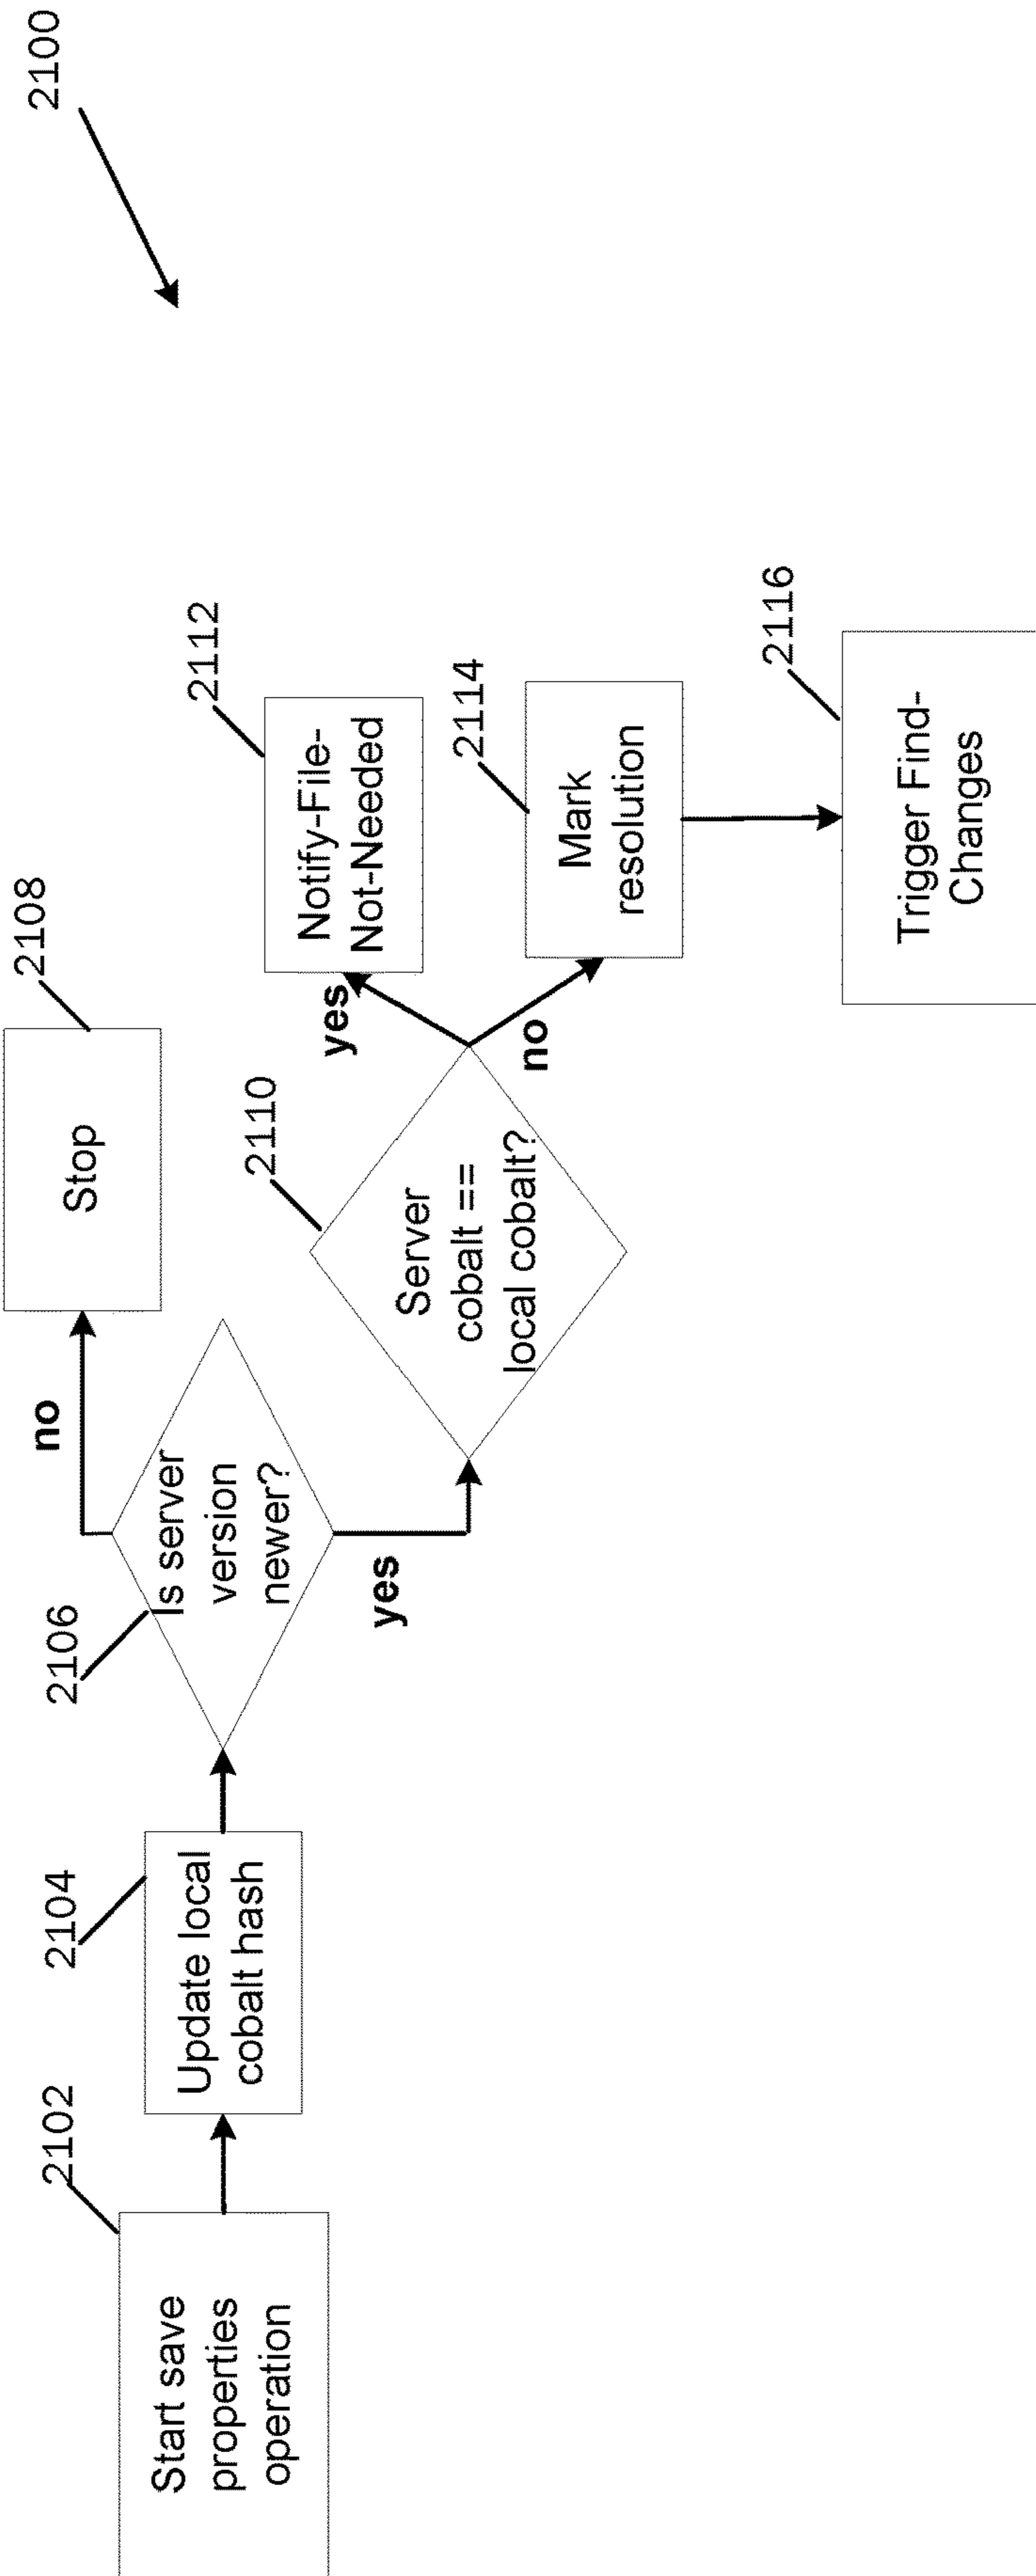 2100
2102
Start save
properties
operation
2104
Update local
cobalt hash
2106
Is server
version
newer?
no
2108
Stop
yes
2110
Server
cobalt ==
local cobalt?
yes
2112
Notify-File-
Not-Needed
no
2114
Mark
resolution
2116
Trigger Find-
Changes